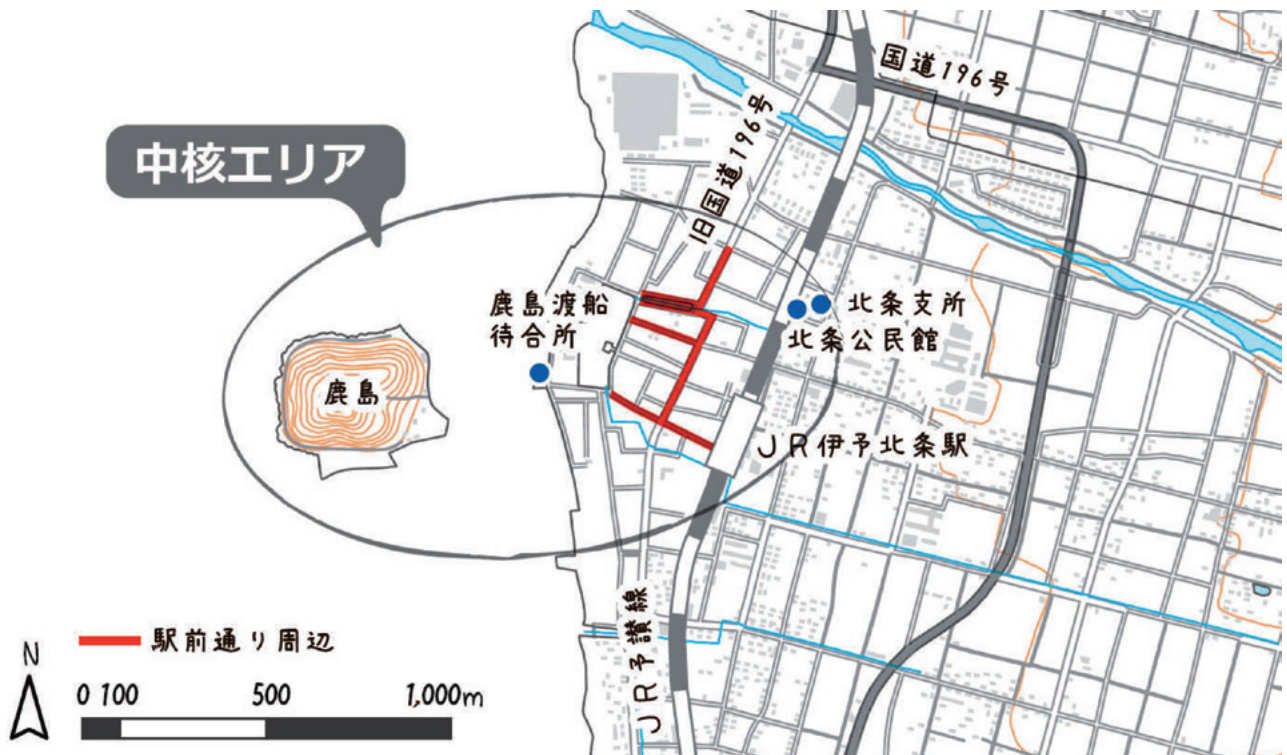 国道196号
中核エリア
旧国道196号
鹿島渡船
待合所
北条支所
北条公民館
鹿島
JR伊予北条駅
JR予讃線
駅前通り周辺
N
0 100 500 1,000m